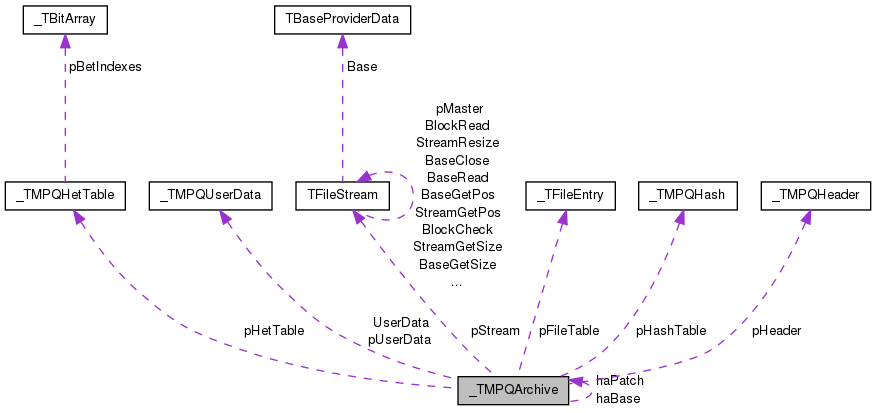 _TBitArray
TBaseProviderData
pBetIndexes
Base
pMaster
BlockRead
StreamResize
BaseClose
BaseRead
BaseGetPos
StreamGetPos
BlockCheck
StreamGetSize
BaseGetSize
...
_TMPQHetTable
_TMPQUserData
TFileStream
_TFileEntry
_TMPQHash
_TMPQHeader
pHetTable
UserData
pUserData
pStream
pFileTable
pHashTable
pHeader
_TMPQArchive
haPatch
haBase